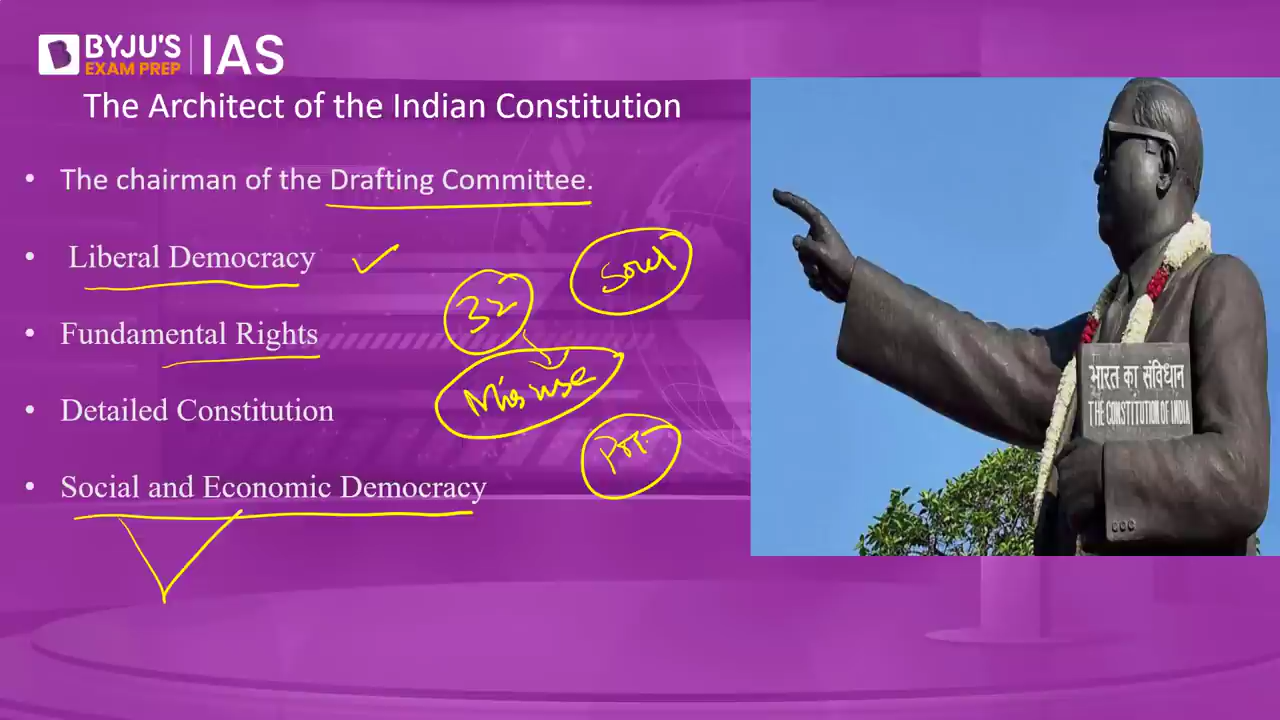 BYJU'S
EXAM PREP
IAS
The Architect of the Indian Constitution
• The chairman of the Drafting Committee.
• Liberal Democracy
• Fundamental Rights
• Detailed Constitution
• Social and Economic Democracy
32
Misuse
भारत का संविधान
THE CONSTITUTION OF INDIA